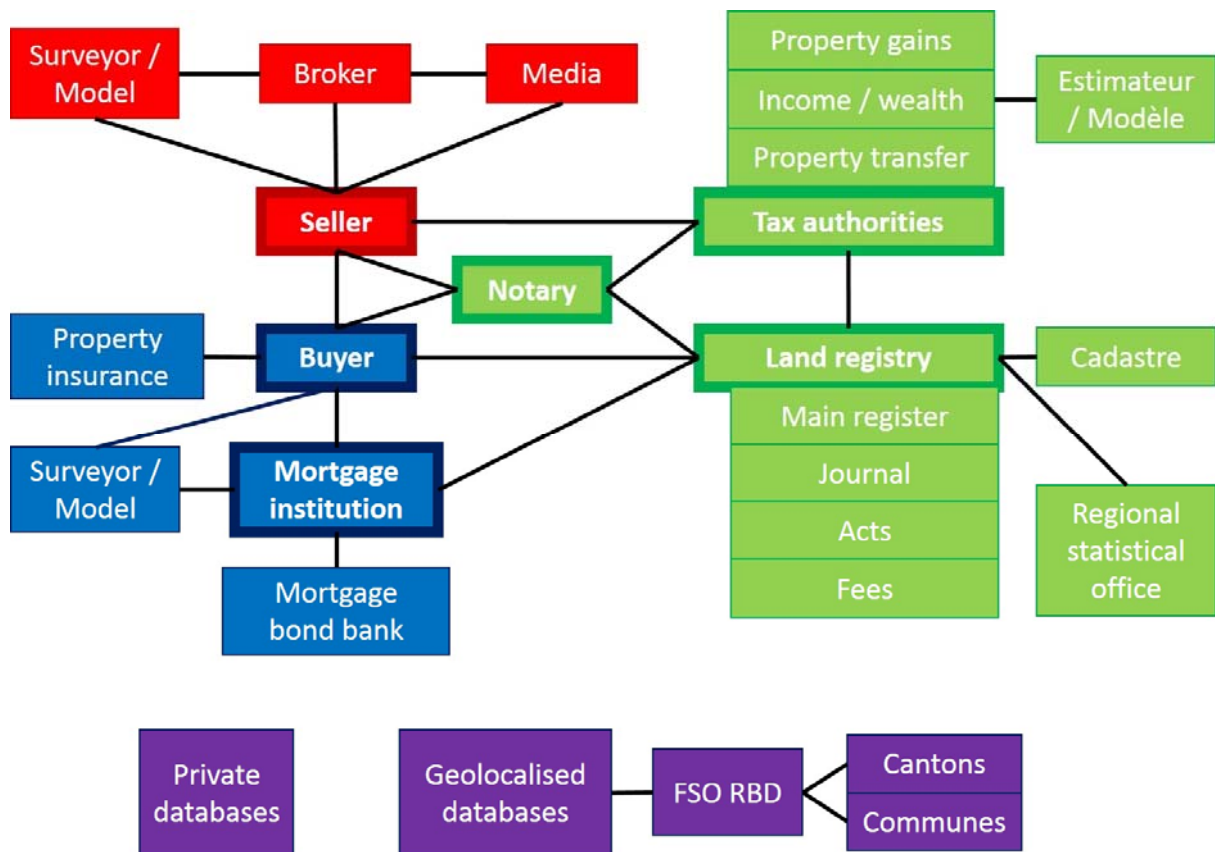 Surveyor /
Model
Broker
Media
Property gains
Income / wealth
Property transfer
Estimateur
/ Modèle
Seller
Tax authorities
Notary
Property
insurance
Buyer
Land registry
Cadastre
Main register
Journal
Acts
Fees
Surveyor /
Model
Mortgage
institution
Regional
statistical
office
Mortgage
bond bank
Private
databases
Geolocalised
databases
FSO RBD
Cantons
Communes